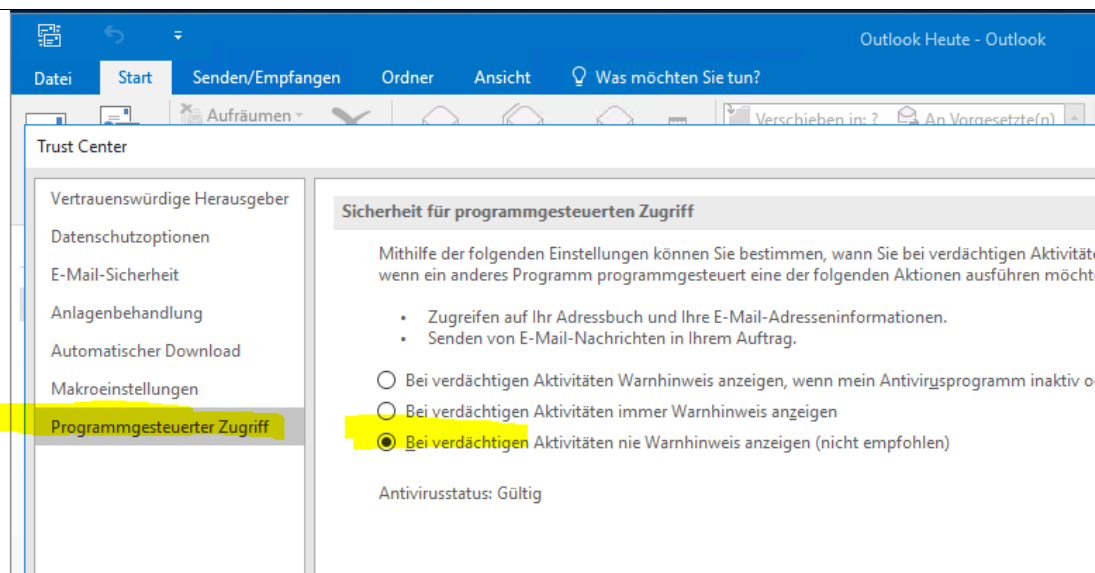 Outlook Heute - Outlook
Datei Start Senden/Empfangen Ordner Ansicht Was möchten Sie tun?
Aufräumen Verschieben in: ? An Vorgesetzte(n)
Trust Center
Vertrauenswürdige Herausgeber
Datenschutzoptionen
E-Mail-Sicherheit
Anlagenbehandlung
Automatischer Download
Makroeinstellungen
Programmgesteuerter Zugriff
Sicherheit für programmgesteuerten Zugriff
Mithilfe der folgenden Einstellungen können Sie bestimmen, wann Sie bei verdächtigen Aktivität
wenn ein anderes Programm programmgesteuert eine der folgenden Aktionen ausführen möcht
• Zugreifen auf Ihr Adressbuch und Ihre E-Mail-Adresseninformationen.
• Senden von E-Mail-Nachrichten in Ihrem Auftrag.
Bei verdächtigen Aktivitäten Warnhinweis anzeigen, wenn mein Antivirusprogramm inaktiv o
Bei verdächtigen Aktivitäten immer Warnhinweis anzeigen
Bei verdächtigen Aktivitäten nie Warnhinweis anzeigen (nicht empfohlen)
Antivirusstatus: Gültig